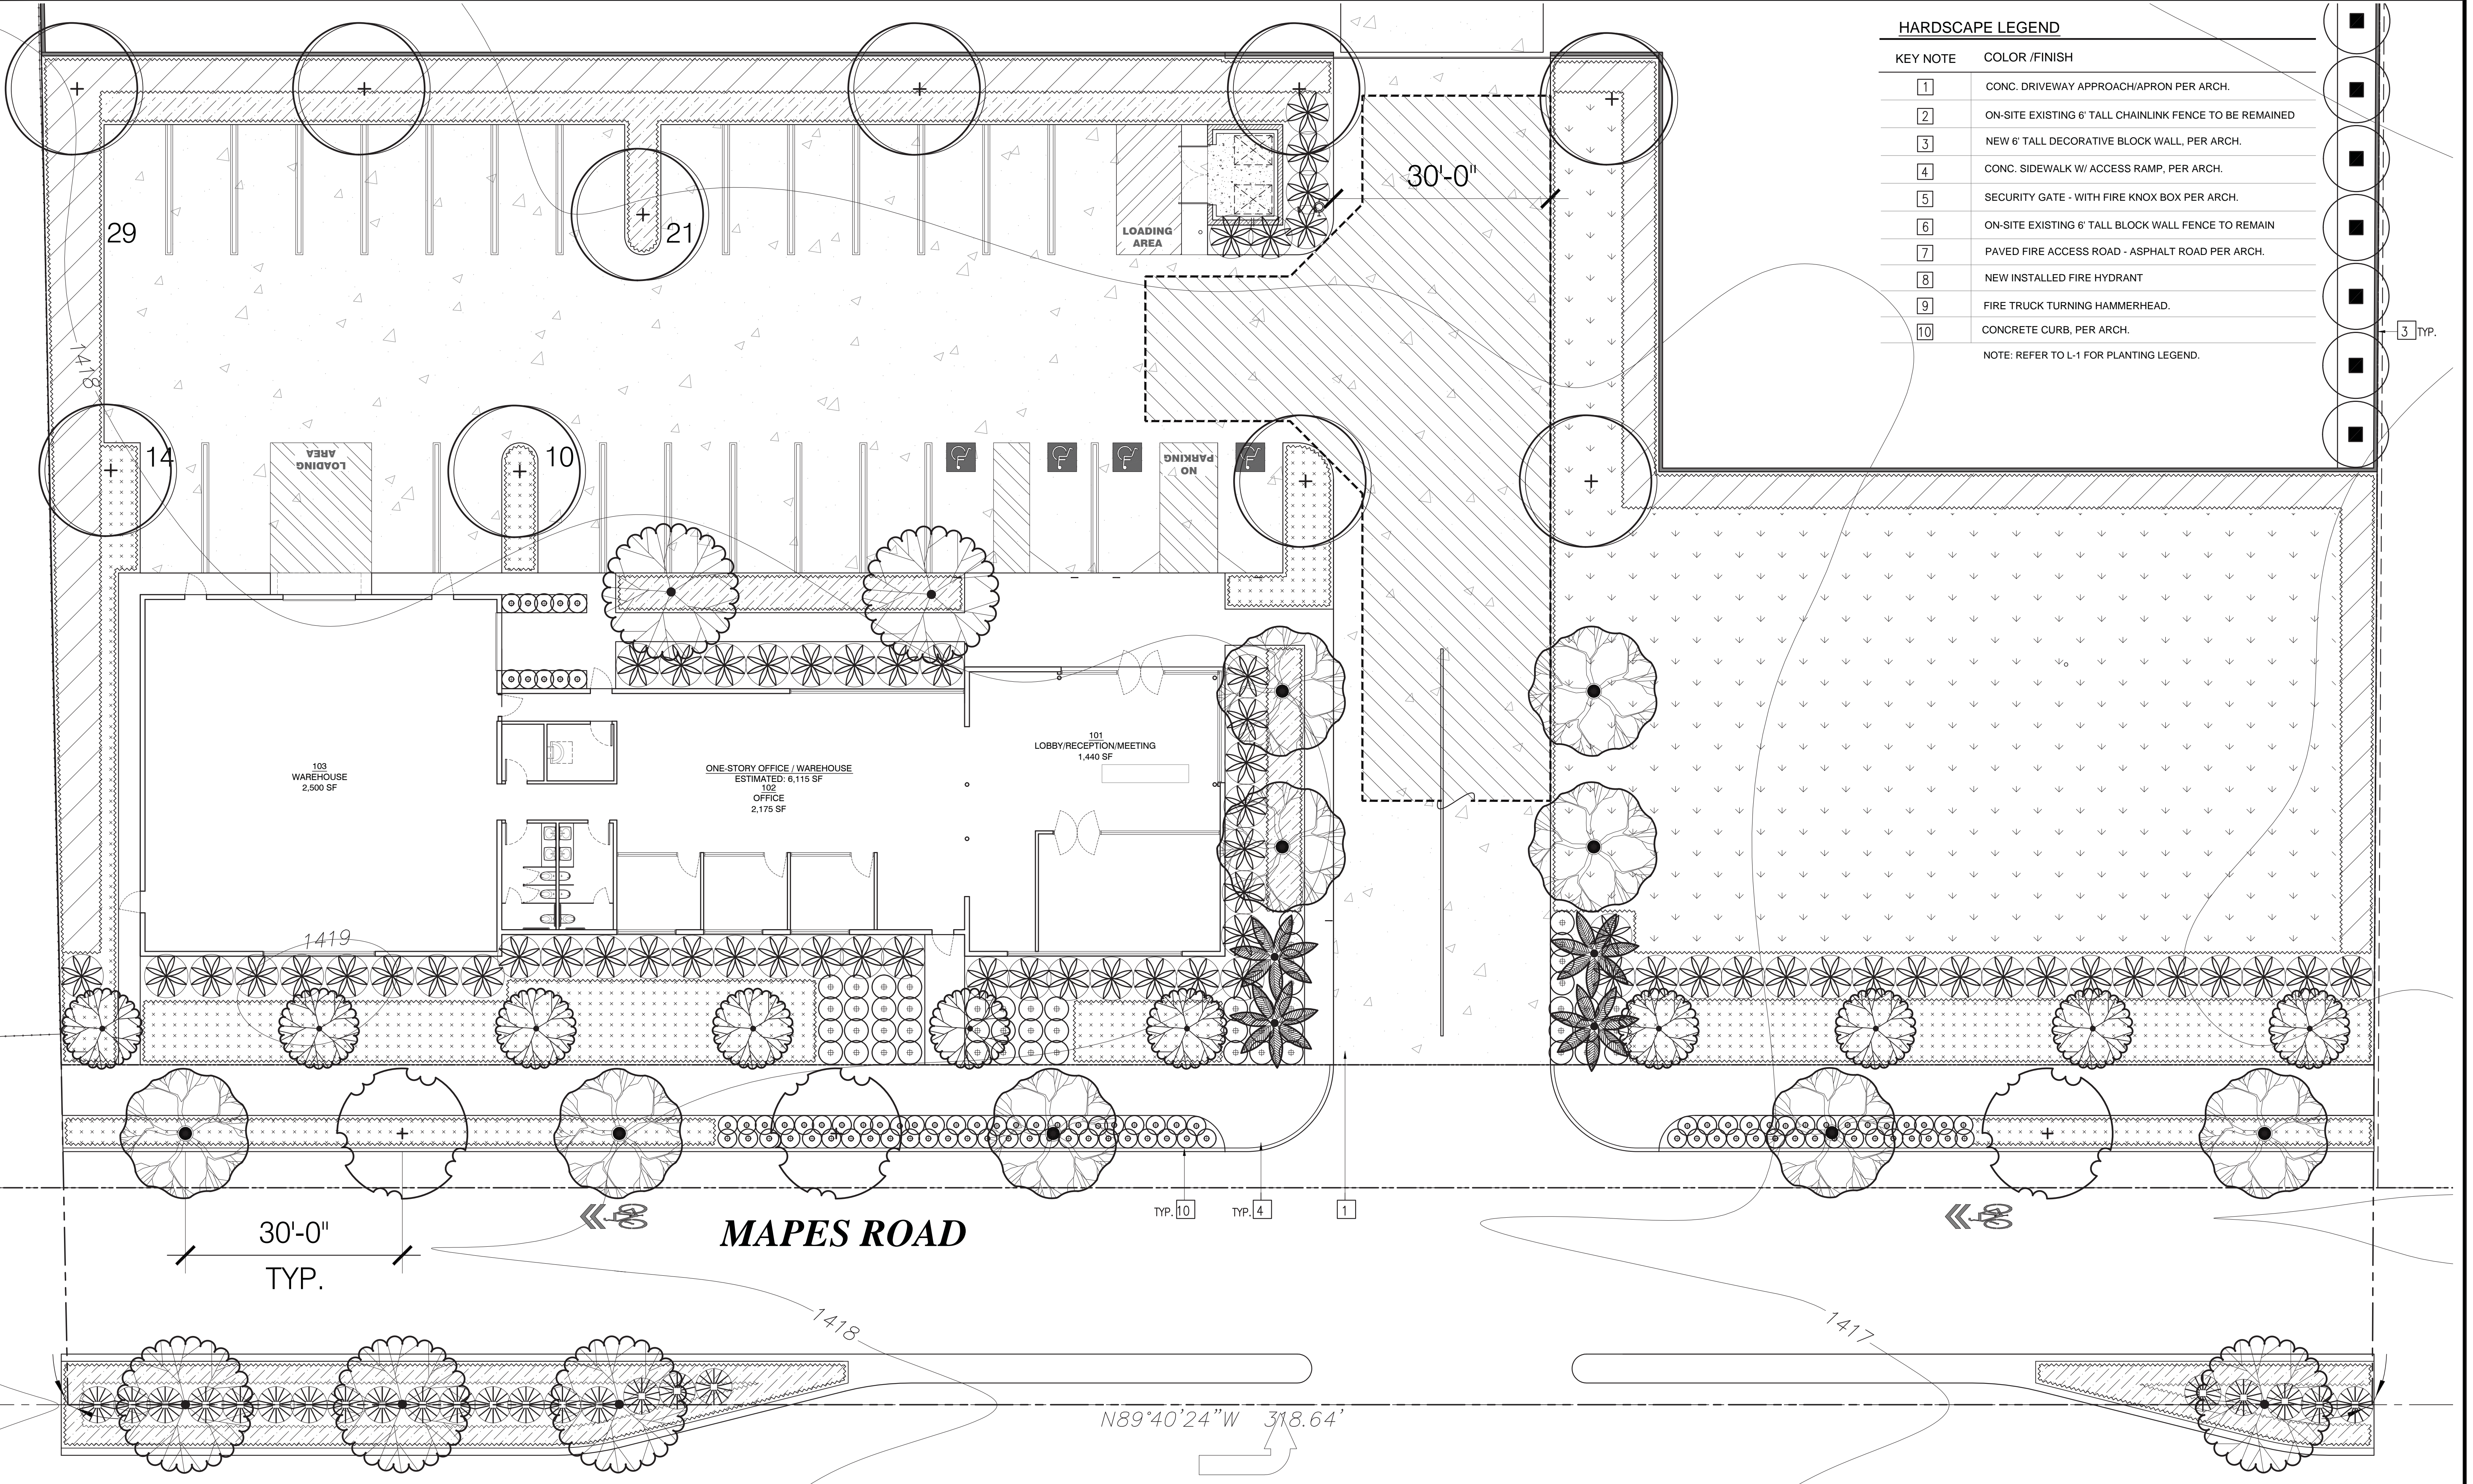 HARDSCAPE LEGEND
KEY NOTE COLOR /FINISH
1 CONC. DRIVEWAY APPROACH/APRON PER ARCH.
2 ON-SITE EXISTING 6' TALL CHAINLINK FENCE TO BE REMAINED
3 NEW 6' TALL DECORATIVE BLOCK WALL, PER ARCH.
4 CONC. SIDEWALK W/ ACCESS RAMP, PER ARCH.
5 SECURITY GATE - WITH FIRE KNOX BOX PER ARCH.
6 ON-SITE EXISTING 6' TALL BLOCK WALL FENCE TO REMAIN
7 PAVED FIRE ACCESS ROAD - ASPHALT ROAD PER ARCH.
8 NEW INSTALLED FIRE HYDRANT
9 FIRE TRUCK TURNING HAMMERHEAD.
10 CONCRETE CURB, PER ARCH.
NOTE: REFER TO L-1 FOR PLANTING LEGEND.
3 TYP.
30'-0"
29
21
LOADING
AREA
1418
14
LOADING
AREA
10
NO
PARKING
103
WAREHOUSE
2,500 SF
ONE-STORY OFFICE / WAREHOUSE
ESTIMATED: 6,115 SF
102
OFFICE
2,175 SF
101
LOBBY/RECEPTION/MEETING
1,440 SF
1419
TYP. 10
TYP. 4
1
MAPES ROAD
30'-0"
TYP.
1418
1417
N89°40'24"W 318.64'